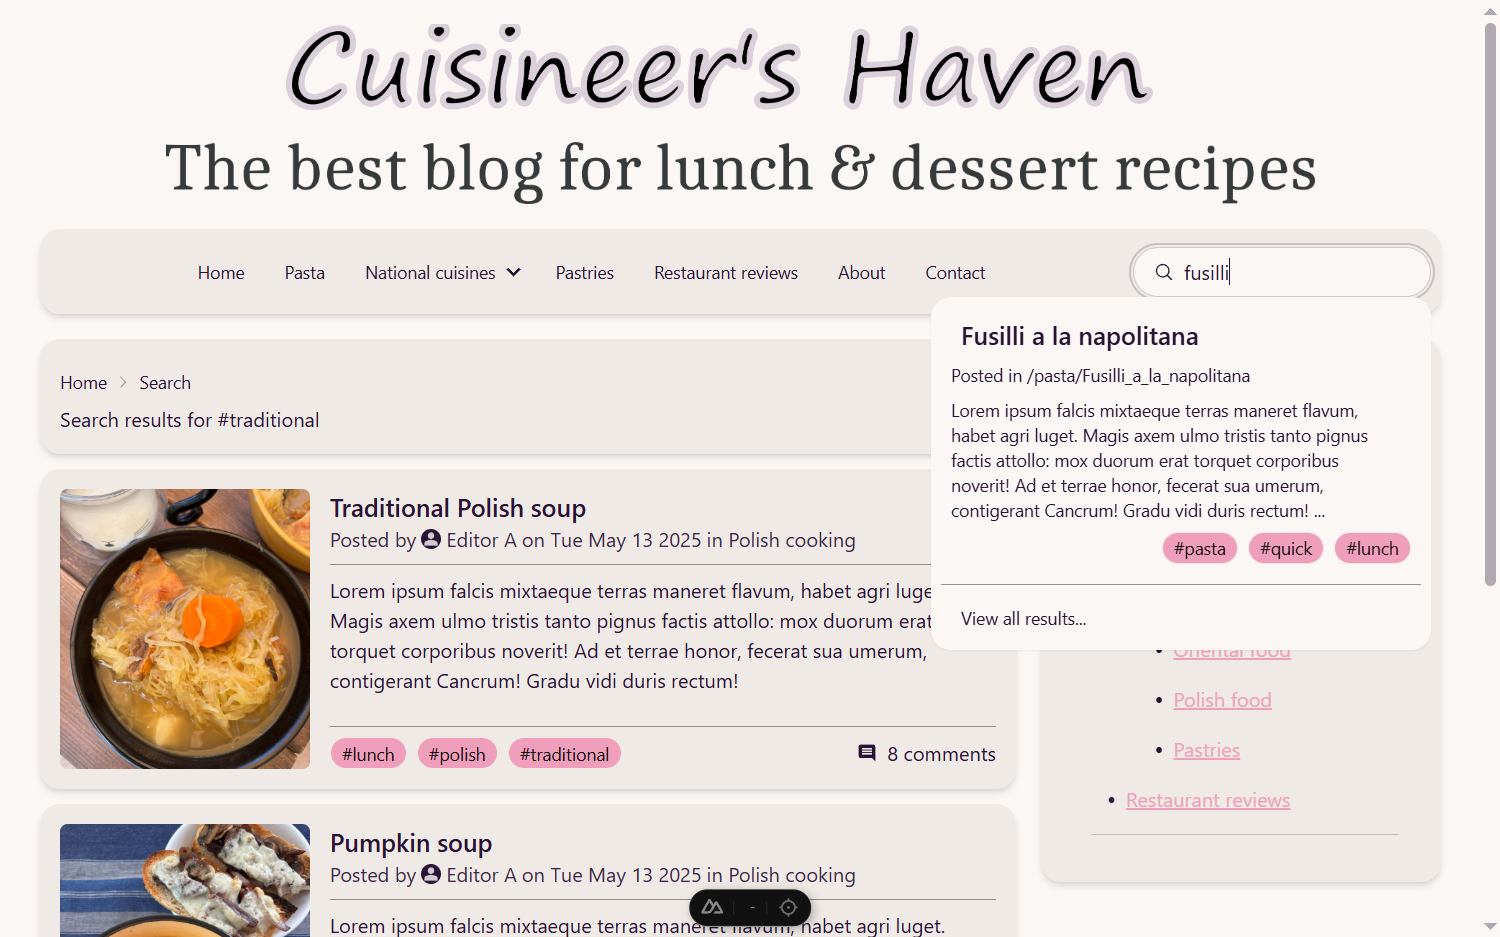 Cuisineer's Haven
The best blog for lunch & dessert recipes
Home
Pasta
National cuisines
Pastries
Restaurant reviews
About
Contact
fusilli
Fusilli a la napolitana
Posted in /pasta/Fusilli_a_la_napolitana
Lorem ipsum falcis mixtaeque terras maneret flavum,
habet agri luget. Magis axem ulmo tristis tanto pignus
factis attollo: mox duorum erat torquet corporibus
noverit! Ad et terrae honor, fecerat sua umerum,
contigerant Cancrum! Gradu vidi duris rectum! ...
#pasta #quick #lunch
View all results...
Home > Search
Search results for #traditional
Traditional Polish soup
Posted by Editor A on Tue May 13 2025 in Polish cooking
Lorem ipsum falcis mixtaeque terras maneret flavum, habet agri luge
Magis axem ulmo tristis tanto pignus factis attollo: mox duorum erat
torquet corporibus noverit! Ad et terrae honor, fecerat sua umerum,
contigerant Cancrum! Gradu vidi duris rectum!
#lunch #polish #traditional
8 comments
Pumpkin soup
Posted by Editor A on Tue May 13 2025 in Polish cooking
Lorem ipsum falcis mixtaeque terras maneret flavum, habet agri luget.
• Oriental food
• Polish food
• Pastries
• Restaurant reviews